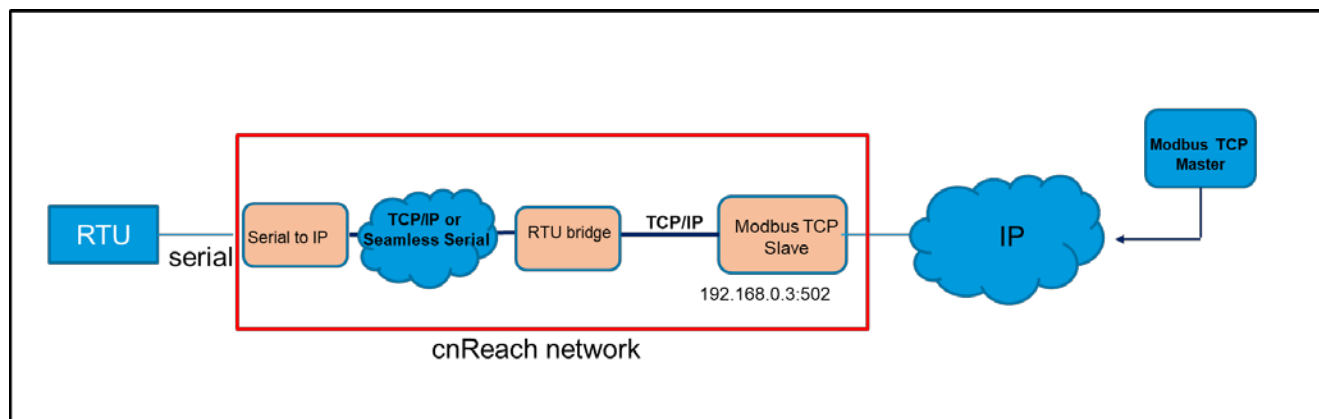 RTU
serial
Serial to IP
TCP/IP or
Seamless Serial
RTU bridge
TCP/IP
Modbus TCP
Slave
192.168.0.3:502
IP
Modbus TCP
Master
cnReach network